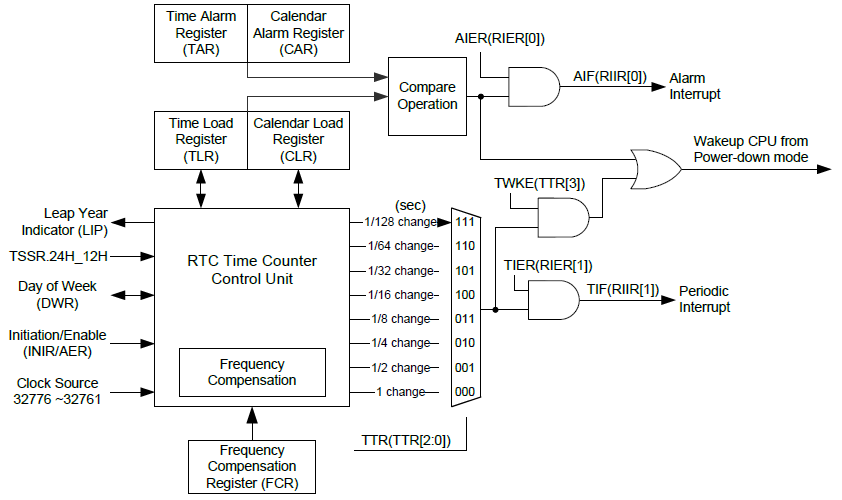 Time Alarm
Register
(TAR)
Calendar
Alarm Register
(CAR)
AIER(RIER[0])
Compare
Operation
AIF(RIIR[0])
Alarm
Interrupt
Time Load
Register
(TLR)
Calendar Load
Register
(CLR)
Wakeup CPU from
Power-down mode
TWKE(TTR[3])
Leap Year
Indicator (LIP)
TSSR.24H_12H
Day of Week
(DWR)
Initiation/Enable
(INIR/AER)
Clock Source
32776 ~32761
RTC Time Counter
Control Unit
Frequency
Compensation
(sec)
1/128 change
111
1/64 change
110
1/32 change
101
1/16 change
100
1/8 change
011
1/4 change
010
1/2 change
001
1 change
000
TIER(RIER[1])
TIF(RIIR[1])
Periodic
Interrupt
TTR(TTR[2:0])
Frequency
Compensation
Register (FCR)